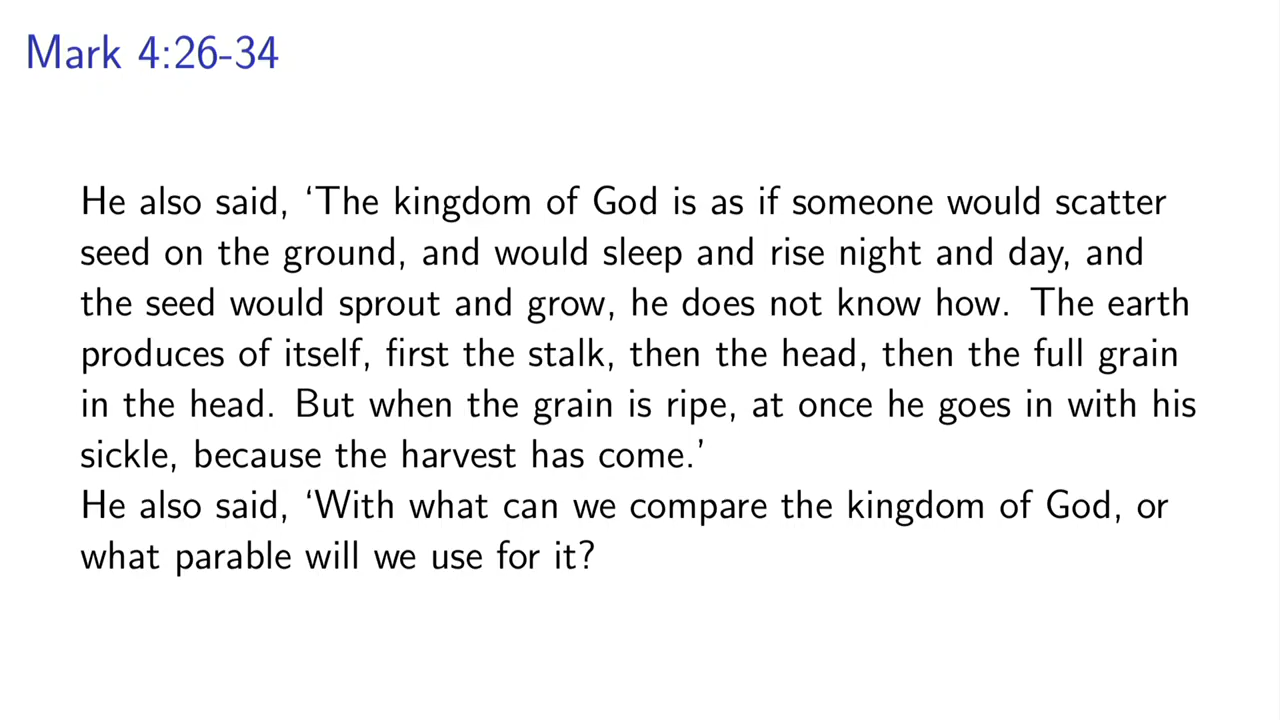 Mark 4:26-34
He also said, ‘The kingdom of God is as if someone would scatter
seed on the ground, and would sleep and rise night and day, and
the seed would sprout and grow, he does not know how. The earth
produces of itself, first the stalk, then the head, then the full grain
in the head. But when the grain is ripe, at once he goes in with his
sickle, because the harvest has come.’
He also said, ‘With what can we compare the kingdom of God, or
what parable will we use for it?